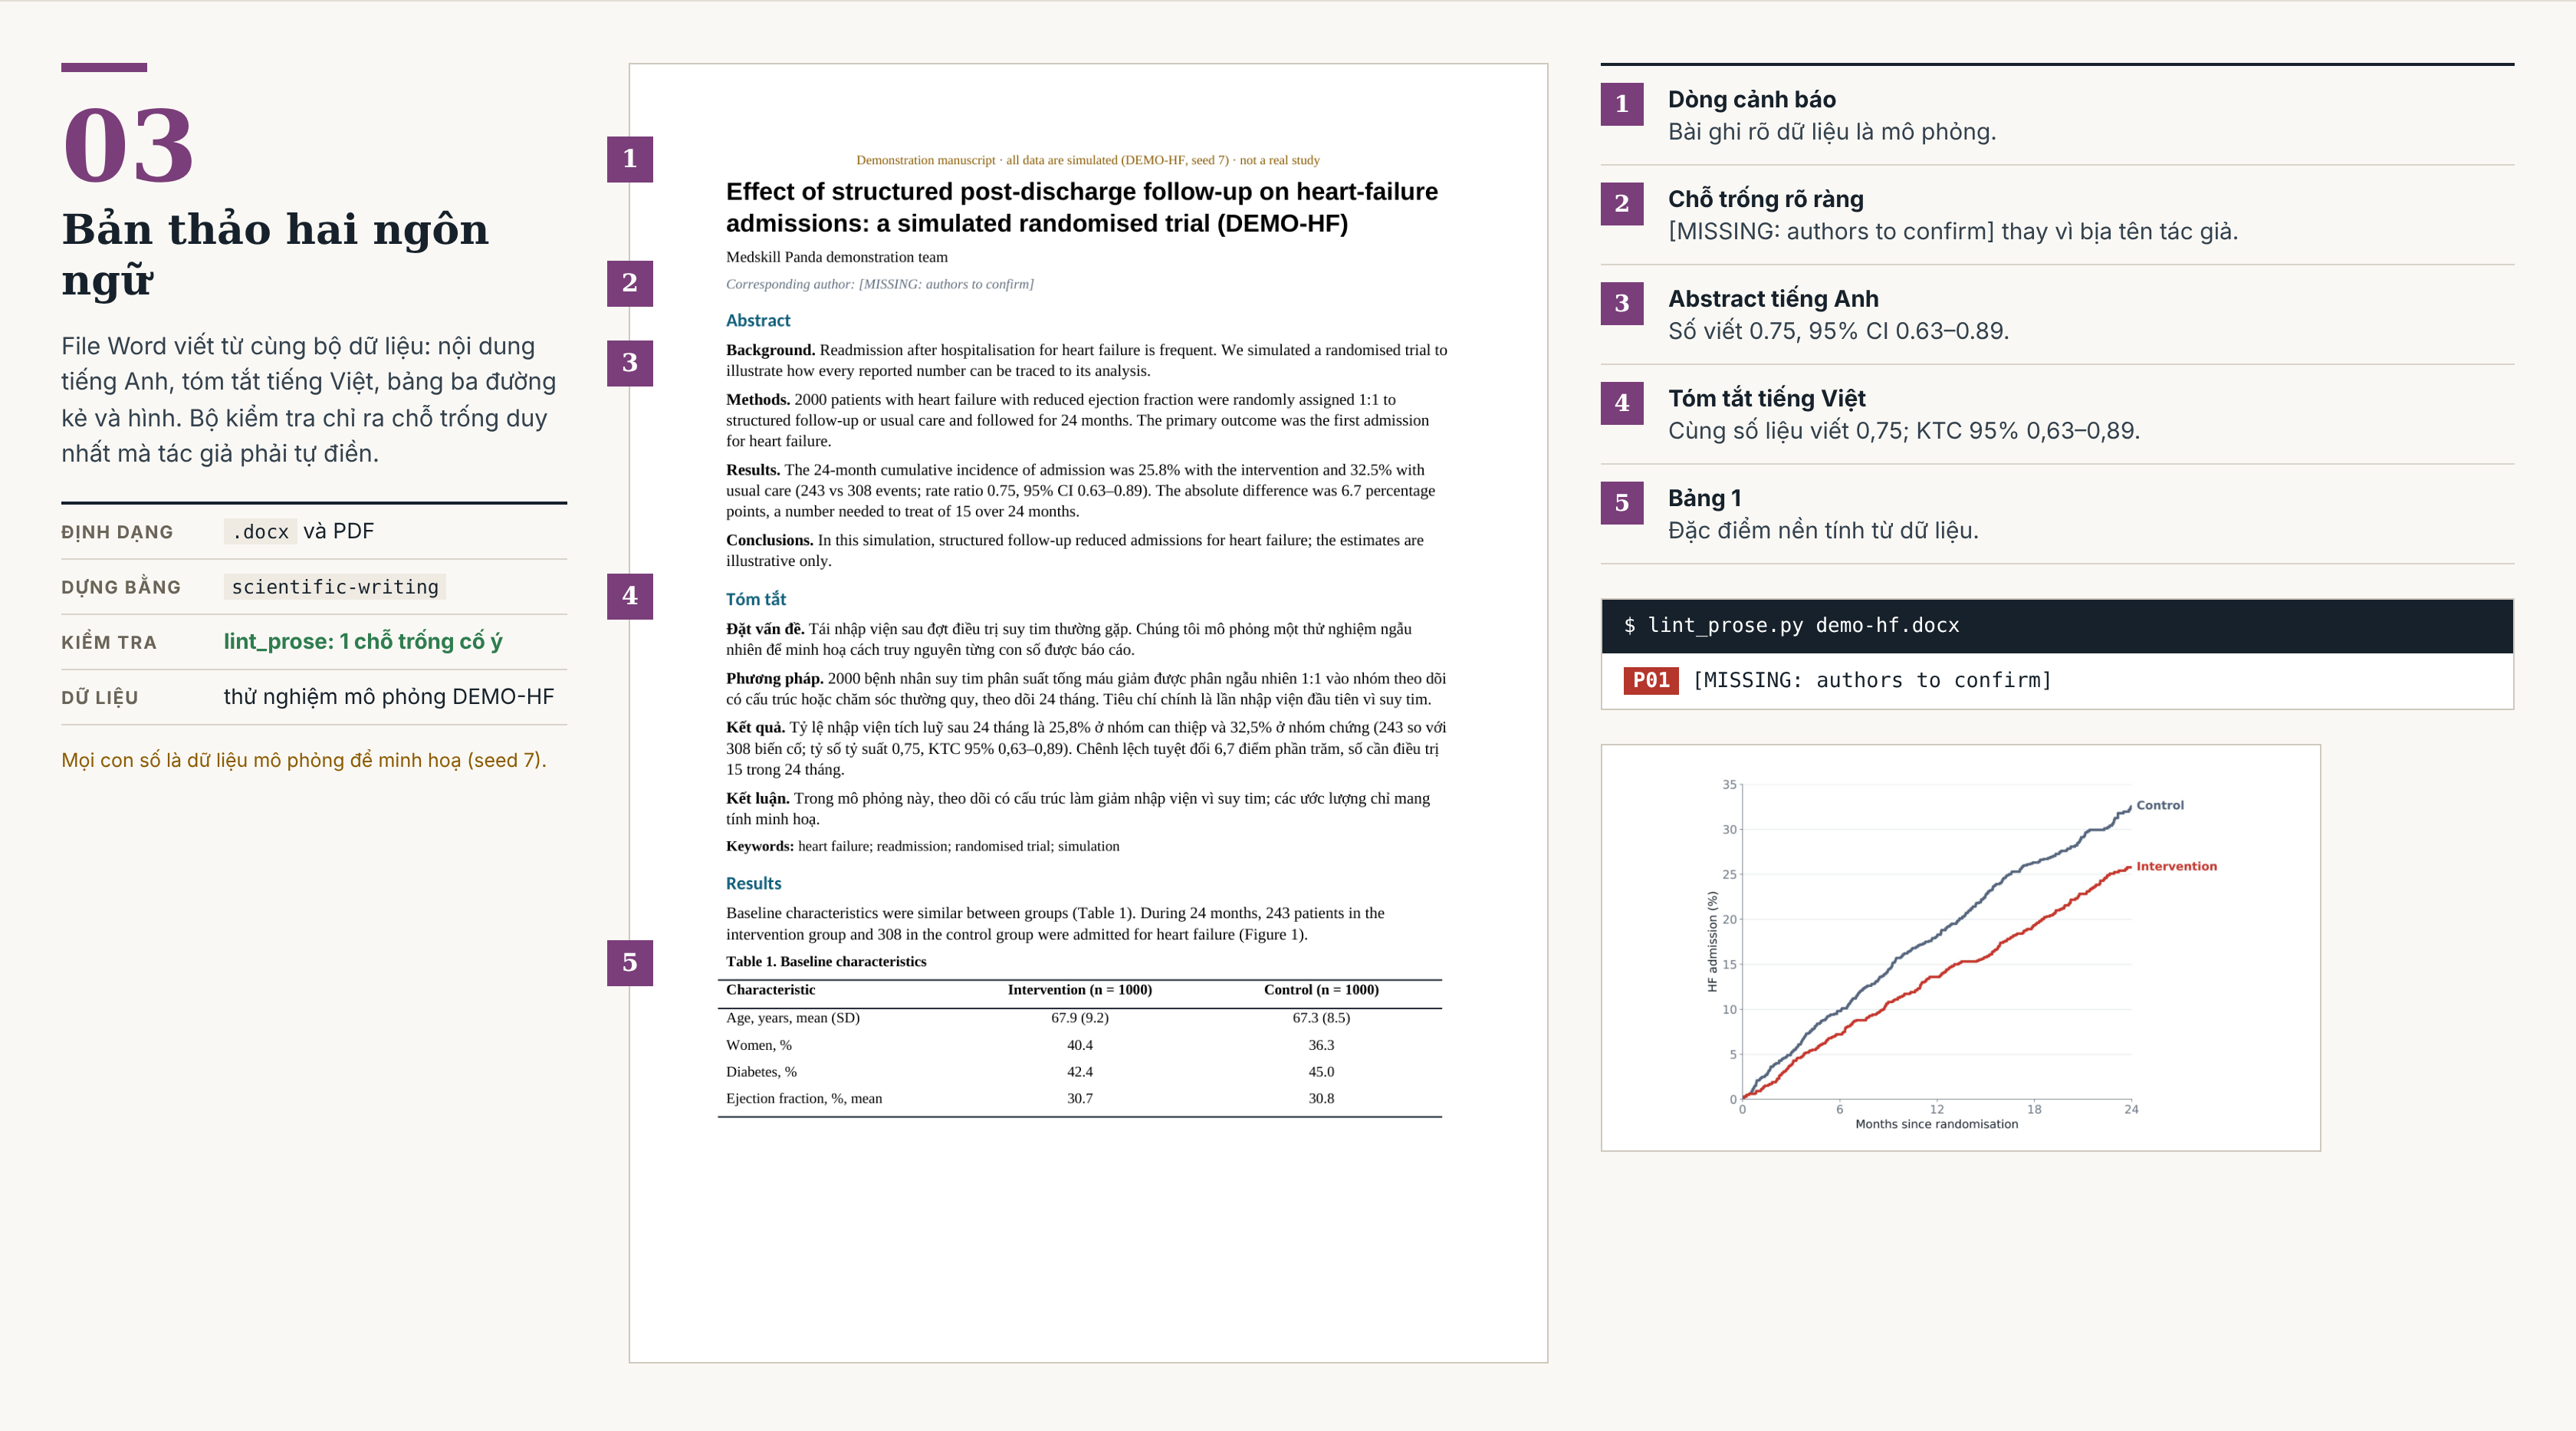 03
Bản thảo hai ngôn
ngữ
File Word viết từ cùng bộ dữ liệu: nội dung
tiếng Anh, tóm tắt tiếng Việt, bảng ba đường
kẻ và hình. Bộ kiểm tra chỉ ra chỗ trống duy
nhất mà tác giả phải tự điền.
ĐỊNH DẠNG .docx và PDF
DỰNG BẰNG scientific-writing
KIỂM TRA lint_prose: 1 chỗ trống cố ý
DỮ LIỆU thử nghiệm mô phỏng DEMO-HF
Mọi con số là dữ liệu mô phỏng để minh hoạ (seed 7).
1
Demonstration manuscript · all data are simulated (DEMO-HF, seed 7) · not a real study
Effect of structured post-discharge follow-up on heart-failure
admissions: a simulated randomised trial (DEMO-HF)
Medskill Panda demonstration team
2
Corresponding author: [MISSING: authors to confirm]
Abstract
3
Background. Readmission after hospitalisation for heart failure is frequent. We simulated a randomised trial to
illustrate how every reported number can be traced to its analysis.
Methods. 2000 patients with heart failure with reduced ejection fraction were randomly assigned 1:1 to
structured follow-up or usual care and followed for 24 months. The primary outcome was the first admission
for heart failure.
Results. The 24-month cumulative incidence of admission was 25.8% with the intervention and 32.5% with
usual care (243 vs 308 events; rate ratio 0.75, 95% CI 0.63–0.89). The absolute difference was 6.7 percentage
points, a number needed to treat of 15 over 24 months.
Conclusions. In this simulation, structured follow-up reduced admissions for heart failure; the estimates are
illustrative only.
4
Tóm tắt
Đặt vấn đề. Tái nhập viện sau đợt điều trị suy tim thường gặp. Chúng tôi mô phỏng một thử nghiệm ngẫu
nhiên để minh hoạ cách truy nguyên từng con số được báo cáo.
Phương pháp. 2000 bệnh nhân suy tim phân suất tống máu giảm được phân ngẫu nhiên 1:1 vào nhóm theo dõi
có cấu trúc hoặc chăm sóc thường quy, theo dõi 24 tháng. Tiêu chí chính là lần nhập viện đầu tiên vì suy tim.
Kết quả. Tỷ lệ nhập viện tích luỹ sau 24 tháng là 25,8% ở nhóm can thiệp và 32,5% ở nhóm chứng (243 so với
308 biến cố; tỷ số tỷ suất 0,75, KTC 95% 0,63–0,89). Chênh lệch tuyệt đối 6,7 điểm phần trăm, số cần điều trị
15 trong 24 tháng.
Kết luận. Trong mô phỏng này, theo dõi có cấu trúc làm giảm nhập viện vì suy tim; các ước lượng chỉ mang
tính minh hoạ.
Keywords: heart failure; readmission; randomised trial; simulation
Results
Baseline characteristics were similar between groups (Table 1). During 24 months, 243 patients in the
intervention group and 308 in the control group were admitted for heart failure (Figure 1).
5
Table 1. Baseline characteristics
Characteristic Intervention (n = 1000) Control (n = 1000)
Age, years, mean (SD) 67.9 (9.2) 67.3 (8.5)
Women, % 40.4 36.3
Diabetes, % 42.4 45.0
Ejection fraction, %, mean 30.7 30.8
1 Dòng cảnh báo
Bài ghi rõ dữ liệu là mô phỏng.
2 Chỗ trống rõ ràng
[MISSING: authors to confirm] thay vì bịa tên tác giả.
3 Abstract tiếng Anh
Số viết 0.75, 95% CI 0.63–0.89.
4 Tóm tắt tiếng Việt
Cùng số liệu viết 0,75; KTC 95% 0,63–0,89.
5 Bảng 1
Đặc điểm nền tính từ dữ liệu.
$ lint_prose.py demo-hf.docx
P01 [MISSING: authors to confirm]
35
30
25
20
15
10
5
0
HF admission (%)
Control
Intervention
0 6 12 18 24
Months since randomisation